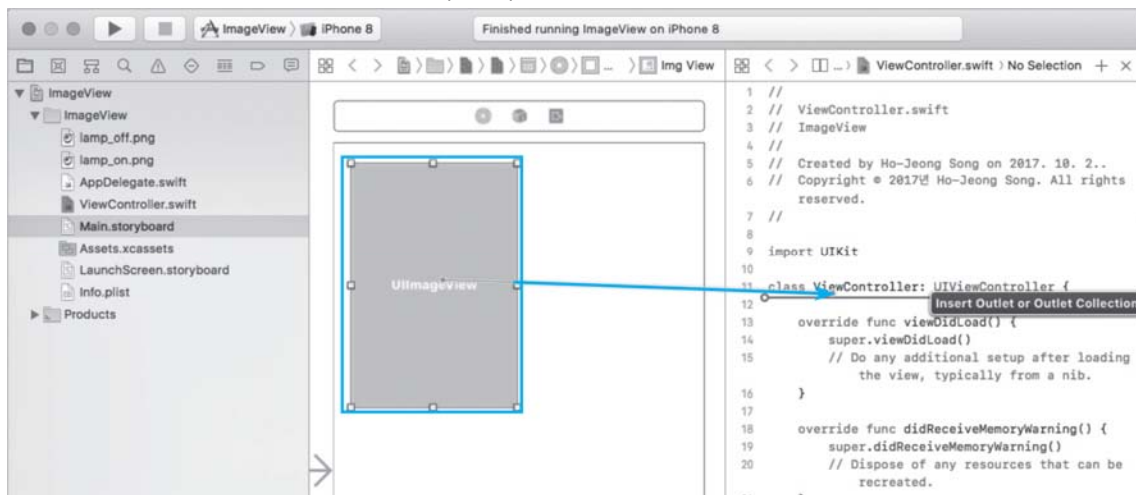 ImageView 〉 iPhone 8
Finished running ImageView on iPhone 8
Img View
ViewController.swift 〉 No Selection
ImageView
ImageView
lamp_off.png
lamp_on.png
AppDelegate.swift
ViewController.swift
Main.storyboard
Assets.xcassets
LaunchScreen.storyboard
Info.plist
Products
UIImageView
1 //
2 // ViewController.swift
3 // ImageView
4 //
5 // Created by Ho-Jeong Song on 2017. 10. 2..
6 // Copyright © 2017년 Ho-Jeong Song. All rights
reserved.
7 //
8
9 import UIKit
10
11 class ViewController: UIViewController {
12
Insert Outlet or Outlet Collection
13 override func viewDidLoad() {
14 super.viewDidLoad()
15 // Do any additional setup after loading
the view, typically from a nib.
16 }
17
18 override func didReceiveMemoryWarning() {
19 super.didReceiveMemoryWarning()
20 // Dispose of any resources that can be
recreated.